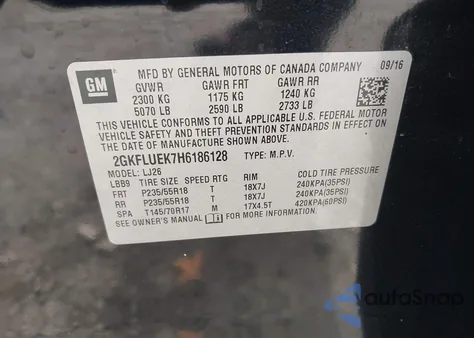 GM
MFD BY GENERAL MOTORS OF CANADA COMPANY 09/16
GVWR GAWR FRT GAWR RR
2300 KG 1175 KG 1240 KG
5070 LB 2590 LB 2733 LB
THIS VEHICLE CONFORMS TO ALL APPLICABLE U.S. FEDERAL MOTOR
VEHICLE SAFETY AND THEFT PREVENTION STANDARDS IN EFFECT ON
THE DATE OF MANUFACTURE SHOWN ABOVE.
2GKFLUEK7H6186128 TYPE: M.P.V.
MODEL: LJ26
LBB9 TIRE SIZE SPEED RTG RIM COLD TIRE PRESSURE
FRT P235/55R18 T 18X7J 240KPA(35PSI)
RR P235/55R18 T 18X7J 240KPA(35PSI)
SPA T145/70R17 M 17X4.5T 420KPA(60PSI)
SEE OWNER'S MANUAL FOR MORE INFORMATION.
AutoSnap